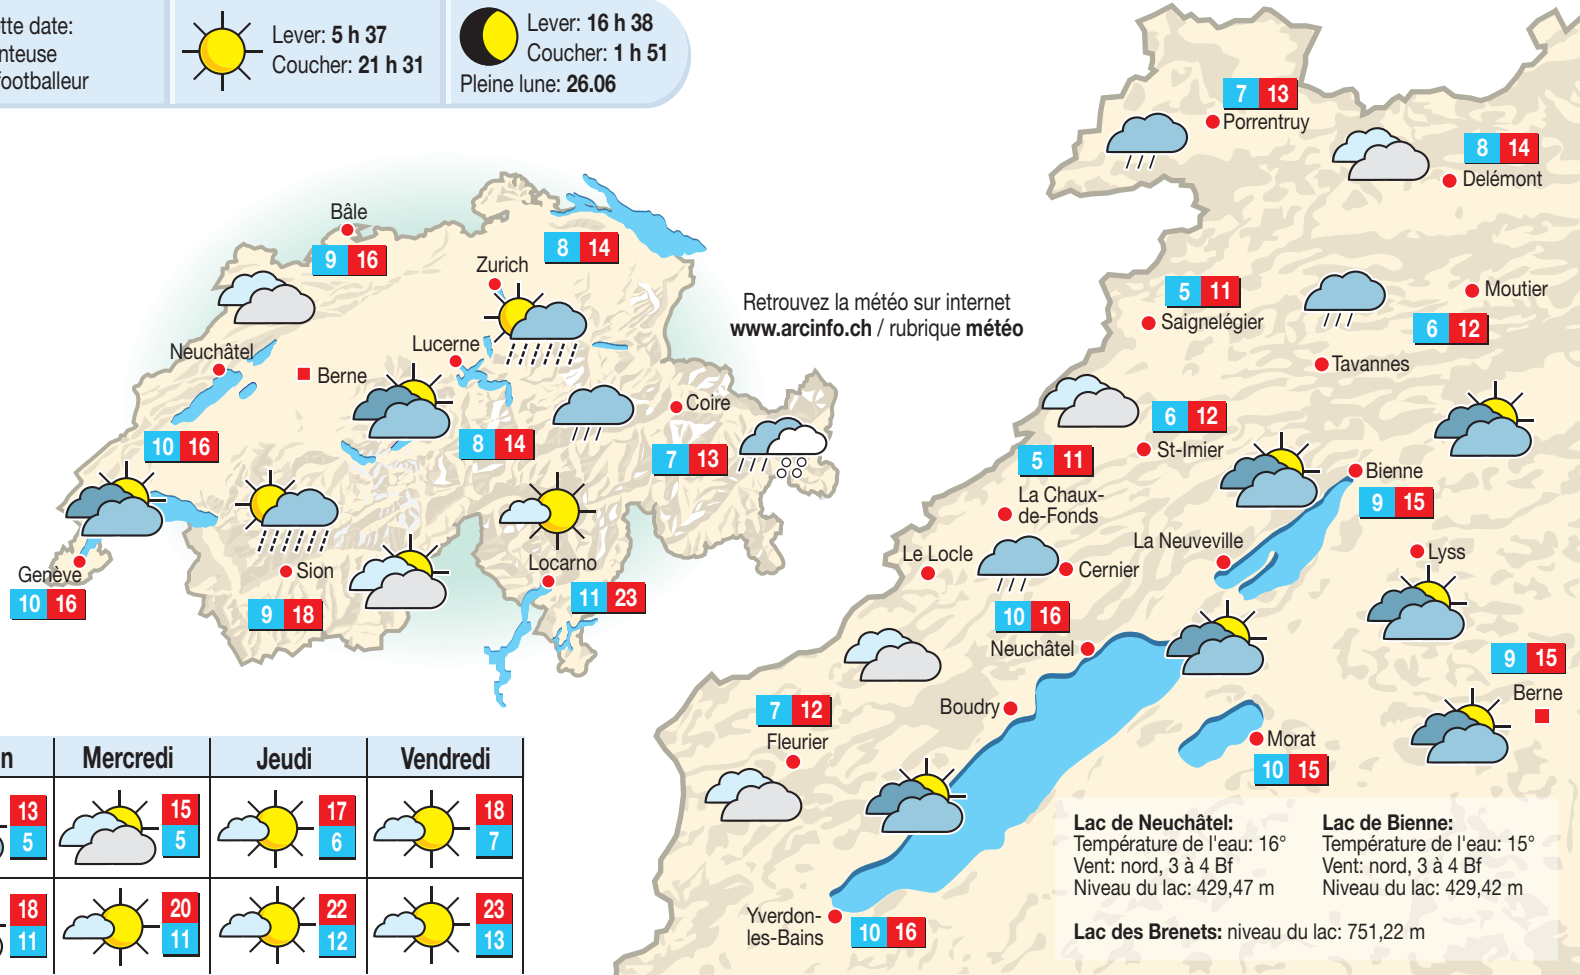 tte date:
nteuse
footballeur
Lever: 5 h 37
Coucher: 21 h 31
Lever: 16 h 38
Coucher: 1 h 51
Pleine lune: 26.06
Bâle
9 16
8 14
Zurich
Neuchâtel
Lucerne
Berne
10 16
8 14
Coire
7 13
Genève
10 16
Sion
9 18
Locarno
11 23
Retrouvez la météo sur internet
www.arcinfo.ch / rubrique météo
7 13
Porrentruy
8 14
Delémont
5 11
Saignelégier
Moutier
6 12
Tavannes
6 12
St-Imier
5 11
La Chaux-
de-Fonds
Bienne
9 15
Le Locle
Cernier
La Neuveville
Lyss
10 16
Neuchâtel
9 15
Berne
Boudry
7 12
Fleurier
Morat
10 15
Yverdon-
les-Bains
10 16
n
Mercredi
Jeudi
Vendredi
13
5
15
5
17
6
18
7
18
11
20
11
22
12
23
13
Lac de Neuchâtel:
Température de l'eau: 16°
Vent: nord, 3 à 4 Bf
Niveau du lac: 429,47 m
Lac de Bienne:
Température de l'eau: 15°
Vent: nord, 3 à 4 Bf
Niveau du lac: 429,42 m
Lac des Brenets: niveau du lac: 751,22 m